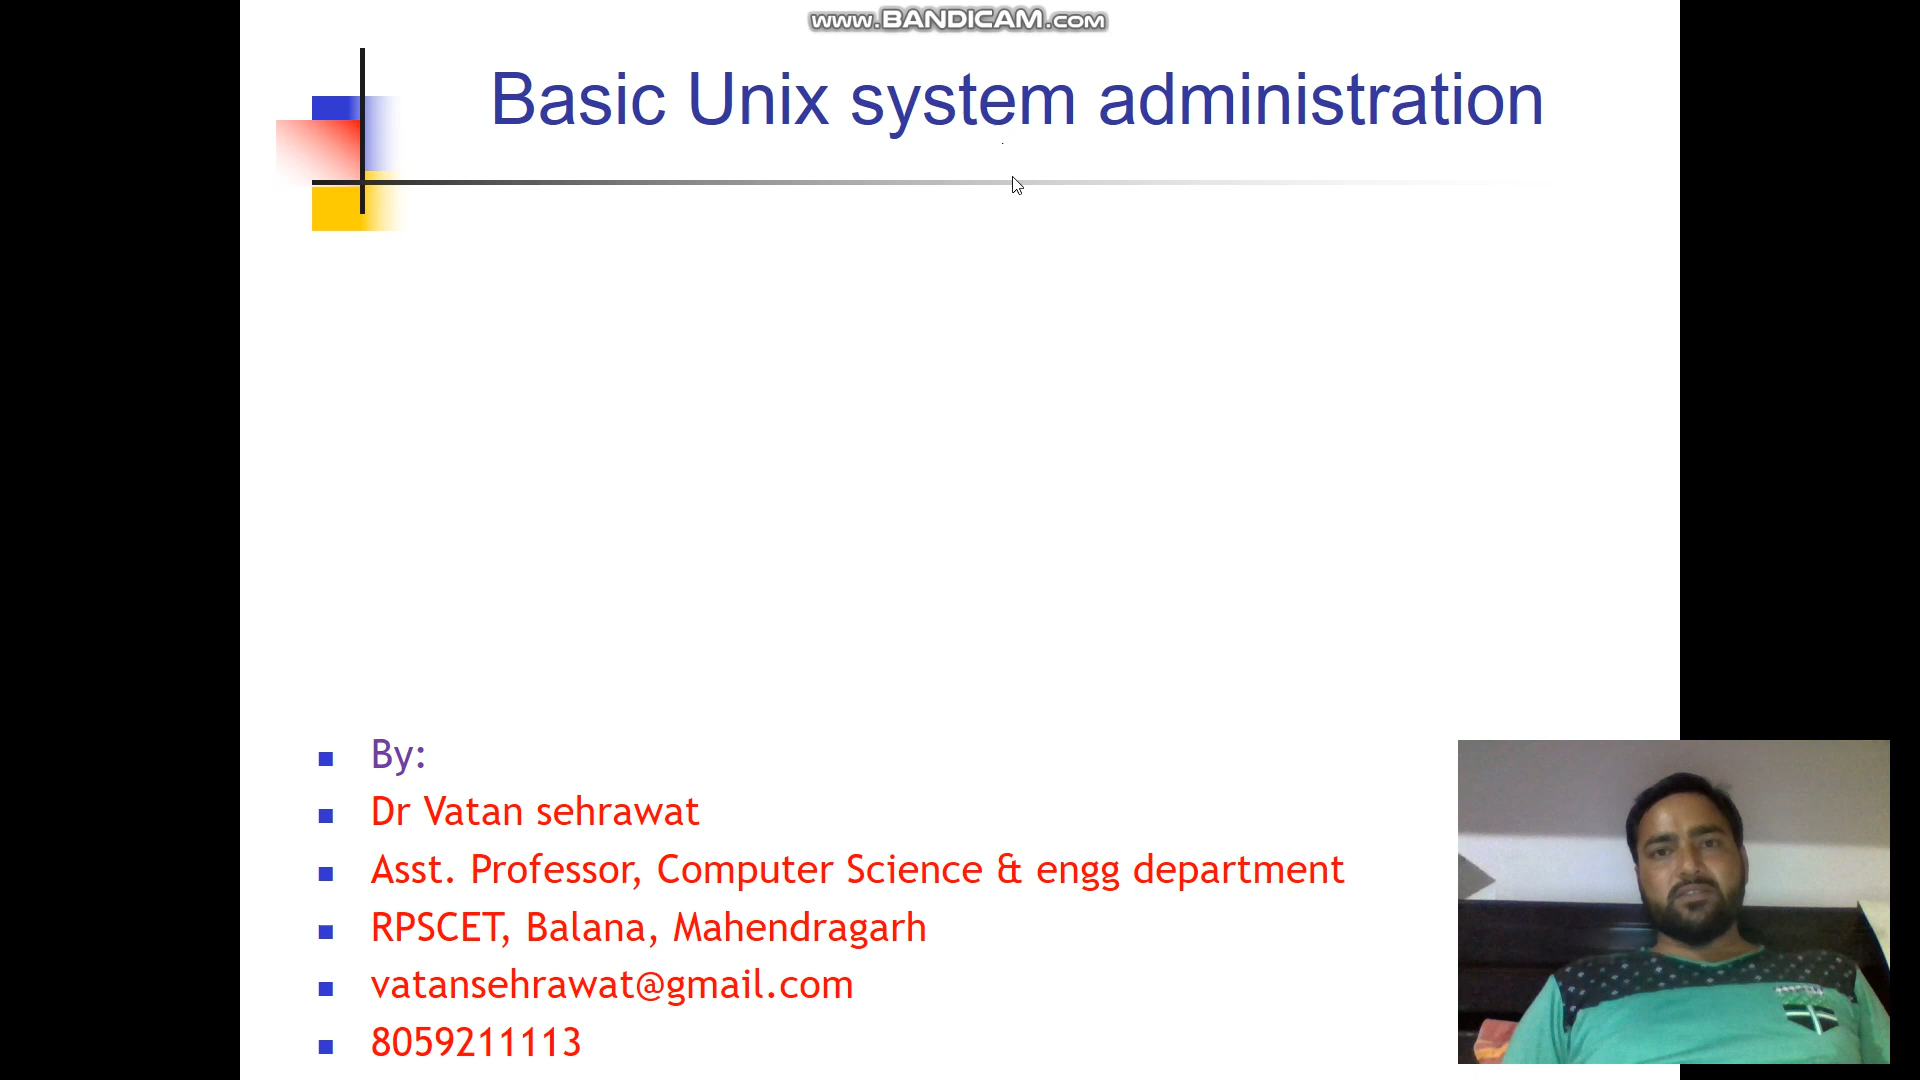 www.BANDICAM.com
Basic Unix system administration
By:
Dr Vatan sehrawat
Asst. Professor, Computer Science & engg department
RPSCET, Balana, Mahendragarh
vatansehrawat@gmail.com
8059211113